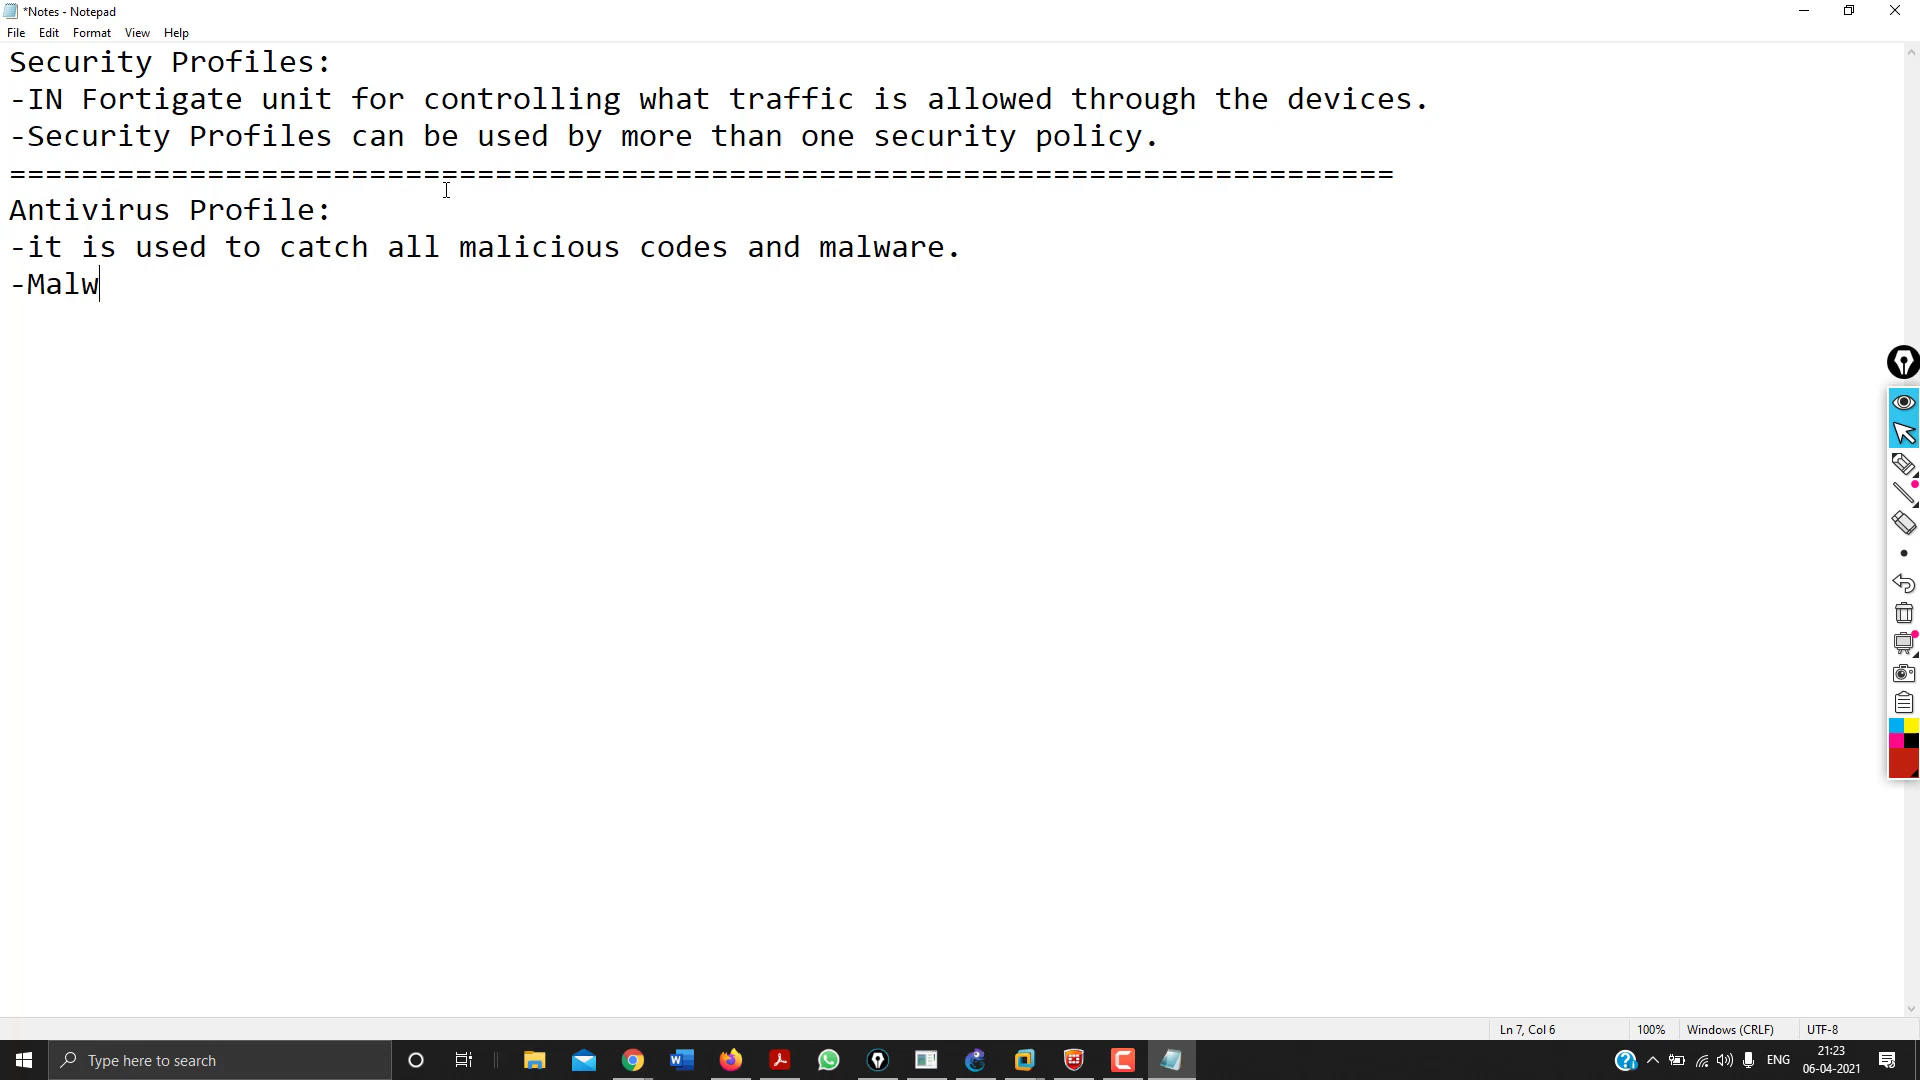 *Notes - Notepad
File Edit Format View Help
Security Profiles:
-IN Fortigate unit for controlling what traffic is allowed through the devices.
-Security Profiles can be used by more than one security policy.
=============================================================================
Antivirus Profile:
-it is used to catch all malicious codes and malware.
-Malw
Ln 7, Col 6 100% Windows (CRLF) UTF-8
Type here to search
ENG
21:23
06-04-2021